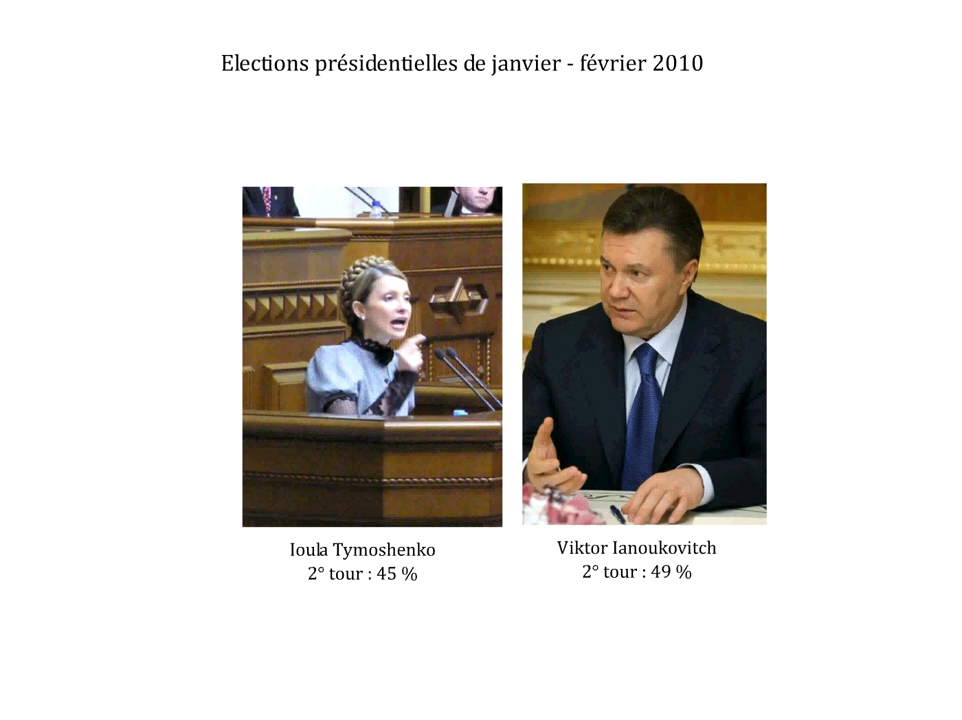 Elections présidentielles de janvier - février 2010
Ioula Tymoshenko
2° tour : 45 %
Viktor Ianoukovitch
2° tour : 49 %